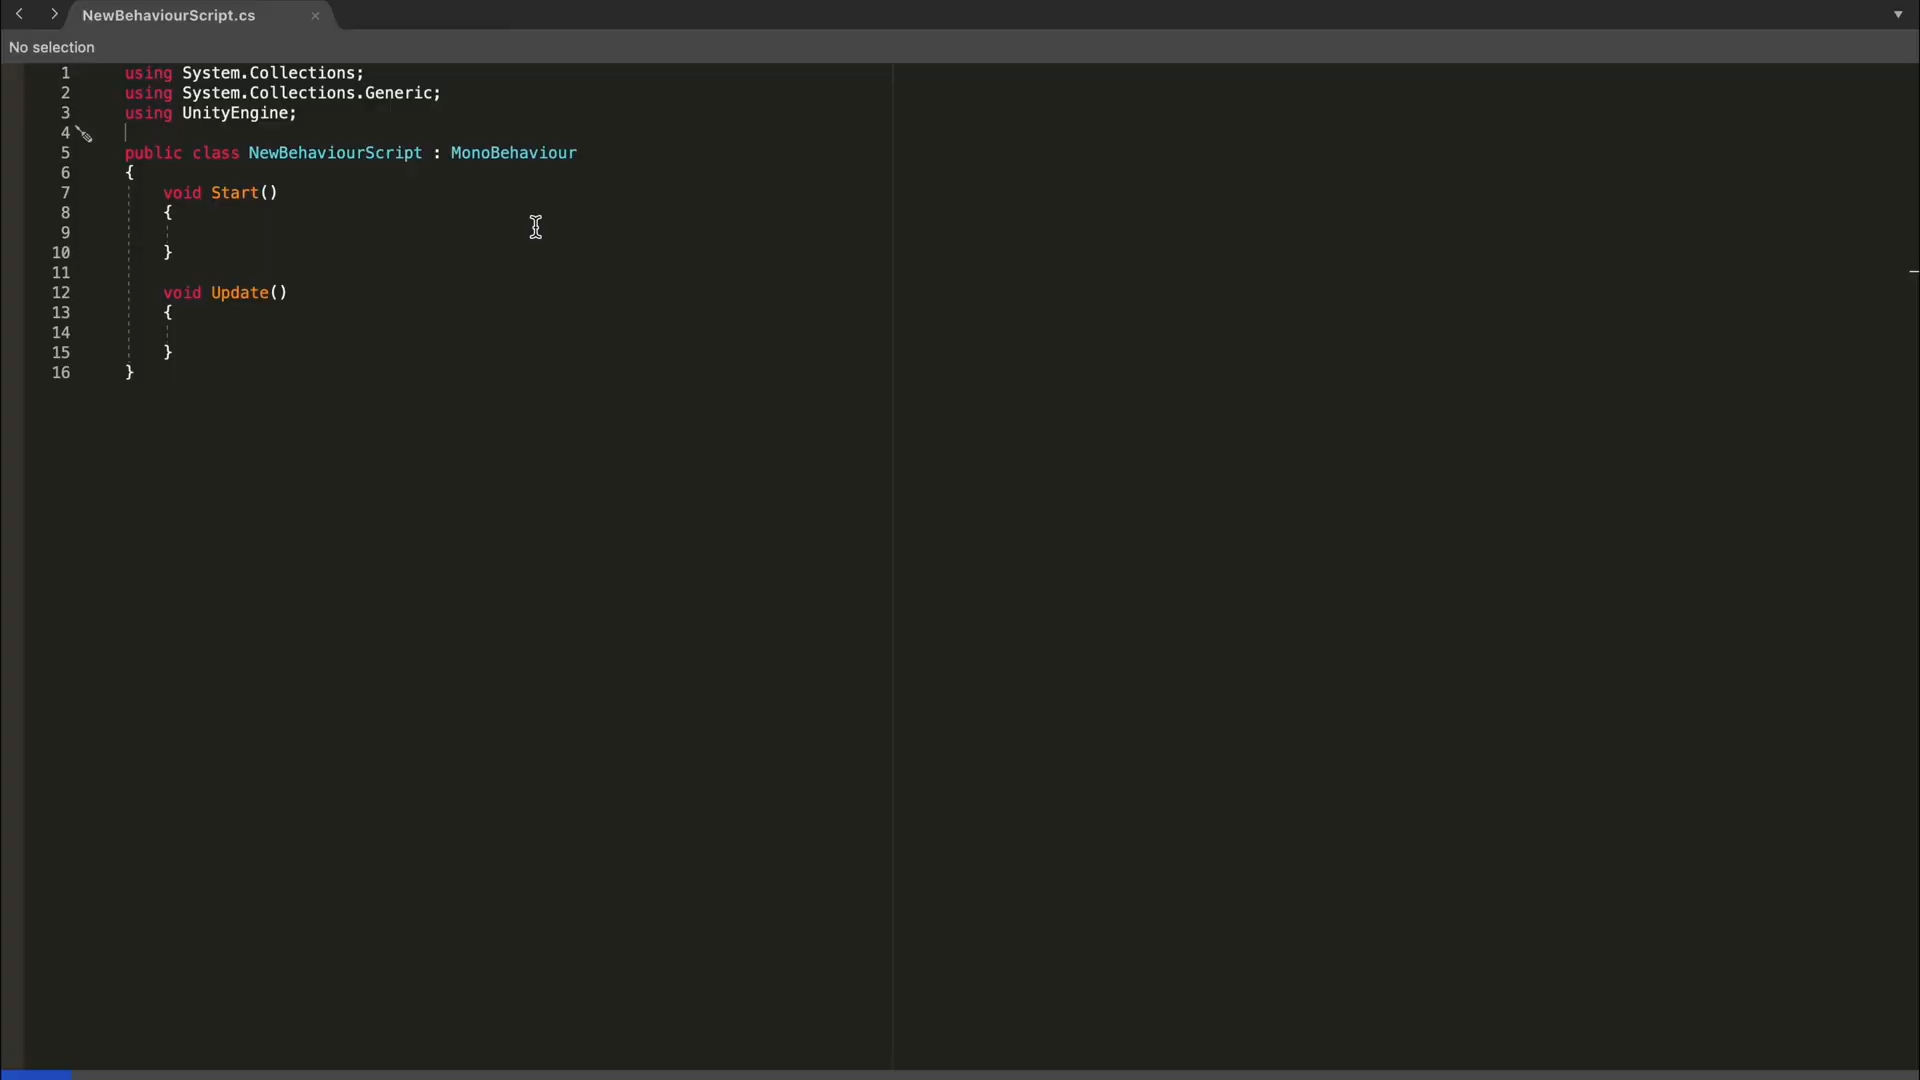 NewBehaviourScript.cs
No selection
1 using System.Collections;
2 using System.Collections.Generic;
3 using UnityEngine;
4
5 public class NewBehaviourScript : MonoBehaviour
6 {
7     void Start()
8     {
9
10     }
11
12     void Update()
13     {
14
15     }
16 }